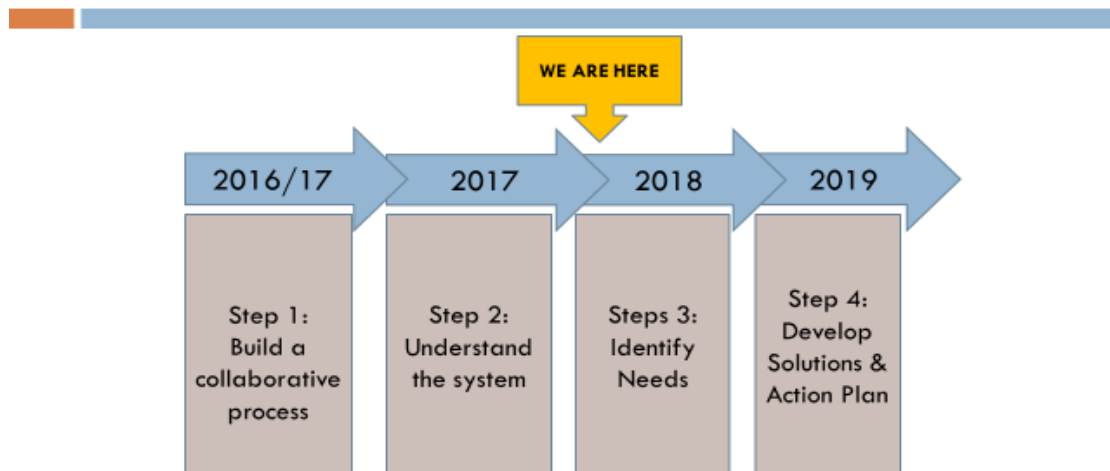 WE ARE HERE
2016/17
2017
2018
2019
Step 1:
Build a
collaborative
process
Step 2:
Understand
the system
Steps 3:
Identify
Needs
Step 4:
Develop
Solutions &
Action Plan